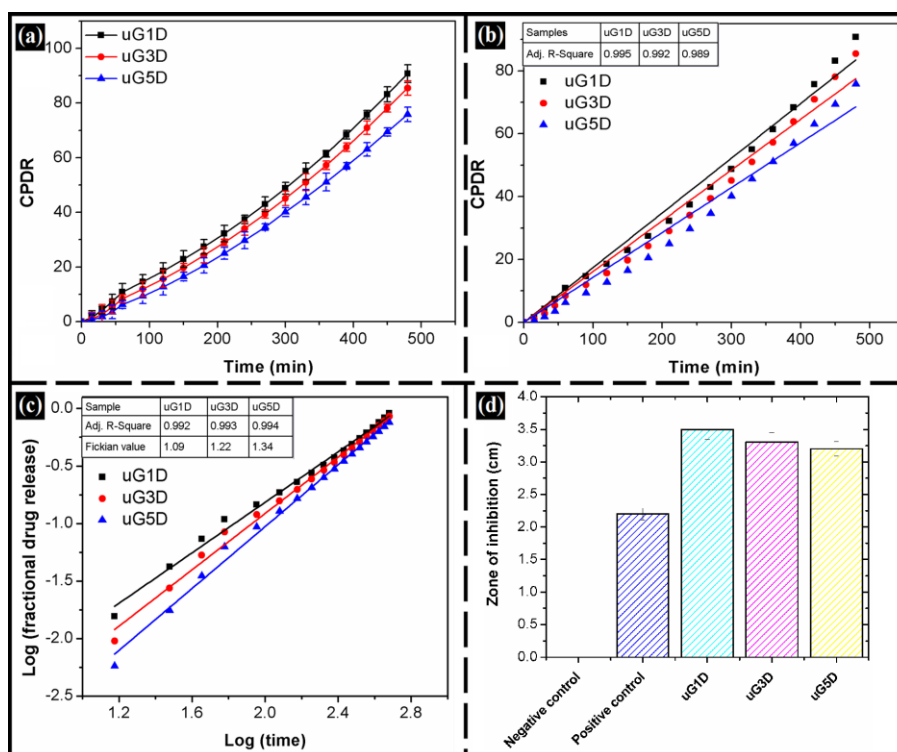 (a)
uG1D
uG3D
uG5D
100
80
60
40
20
0
CPDR
0 100 200 300 400 500
Time (min)
(b)
Samples uG1D uG3D uG5D
Adj. R-Square 0.995 0.992 0.989
uG1D
uG3D
uG5D
80
60
40
20
0
CPDR
0 100 200 300 400 500
Time (min)
(c)
Sample uG1D uG3D uG5D
Adj. R-Square 0.992 0.993 0.994
Fickian value 1.09 1.22 1.34
uG1D
uG3D
uG5D
0.0
-0.5
-1.0
-1.5
-2.0
-2.5
Log (fractional drug release)
1.2 1.6 2.0 2.4 2.8
Log (time)
(d)
4.0
3.5
3.0
2.5
2.0
1.5
1.0
0.5
0.0
Zone of inhibition (cm)
Negative control
Positive control
uG1D
uG3D
uG5D